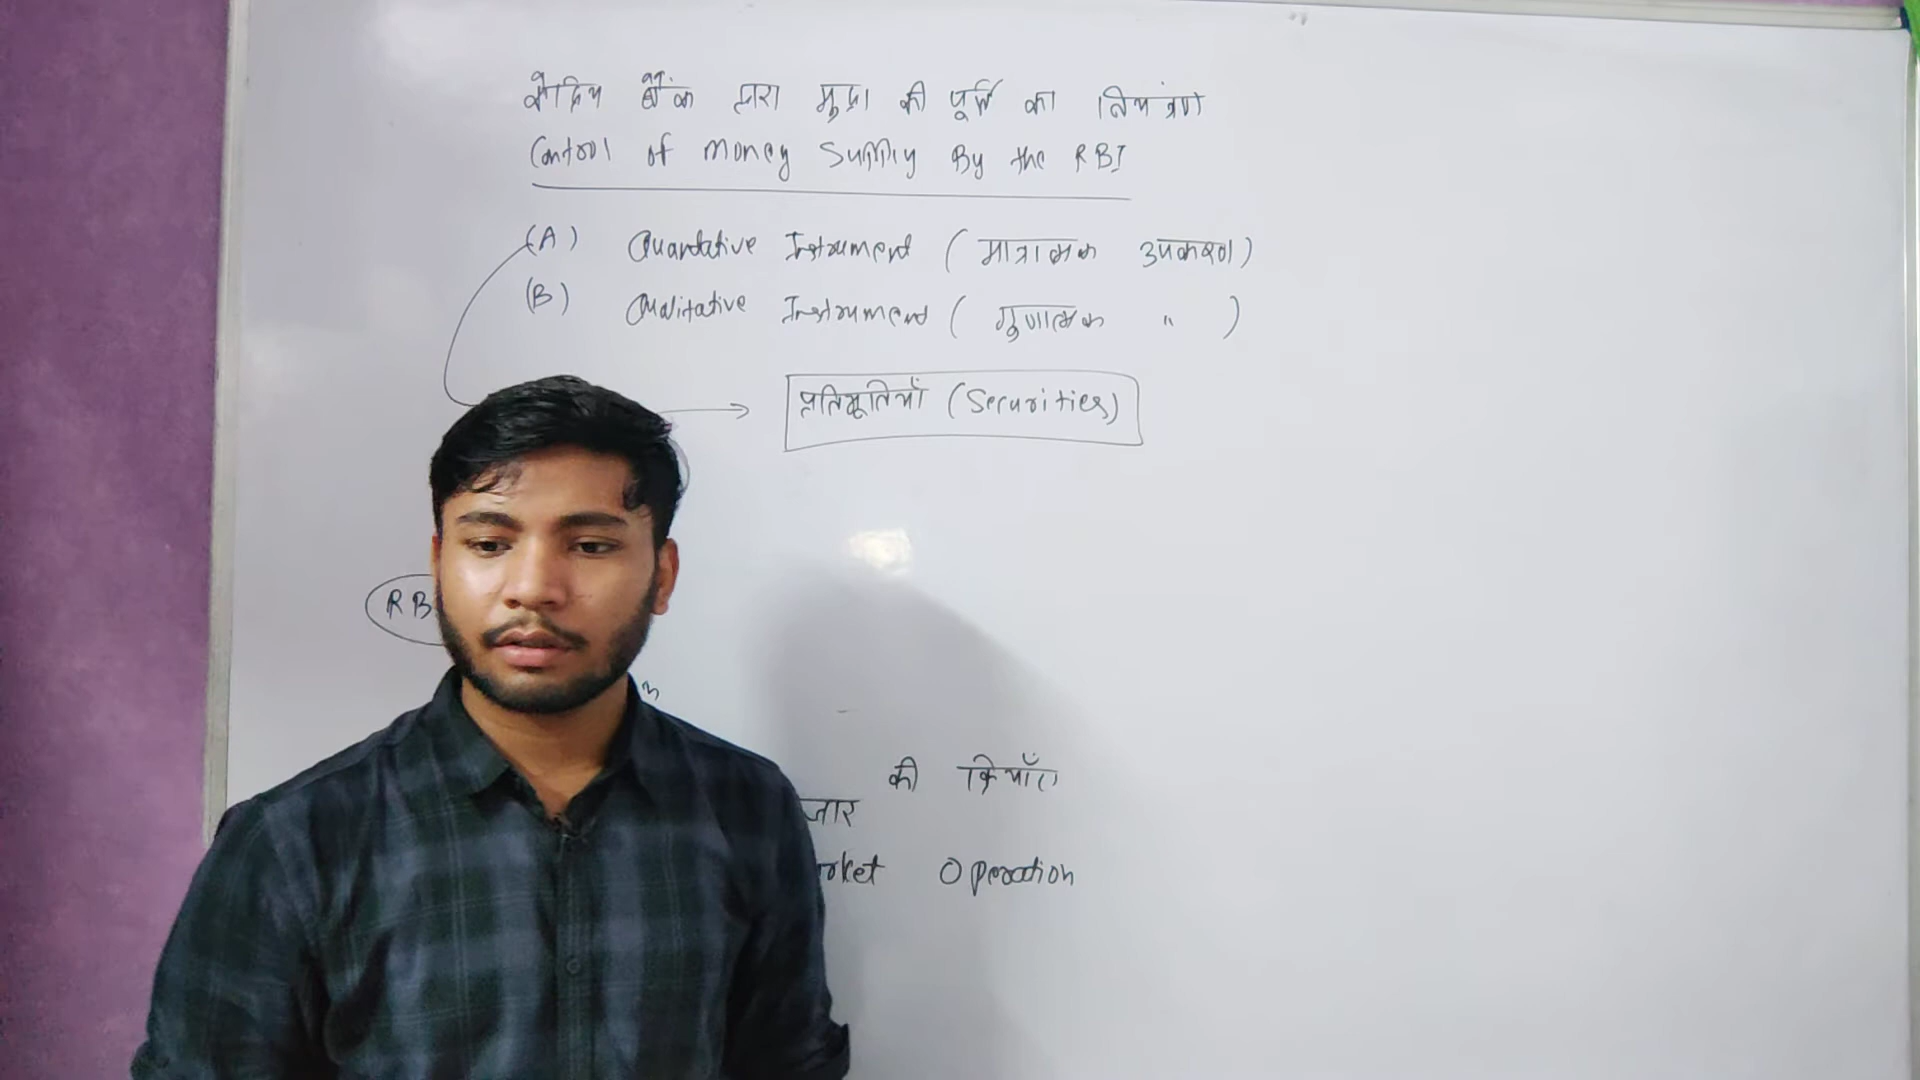 केंद्रिय बैंक द्वारा मुद्रा की पूर्ति का नियंत्रण
Control of Money Supply By the RBI
(A) Quantative Instrument (मात्रात्मक उपकरण)
(B) Qualitative Instrument (गुणात्मक " )
प्रतिभूतियाँ (Securities)
RB
की क्रियाएँ
जार
rket Operation